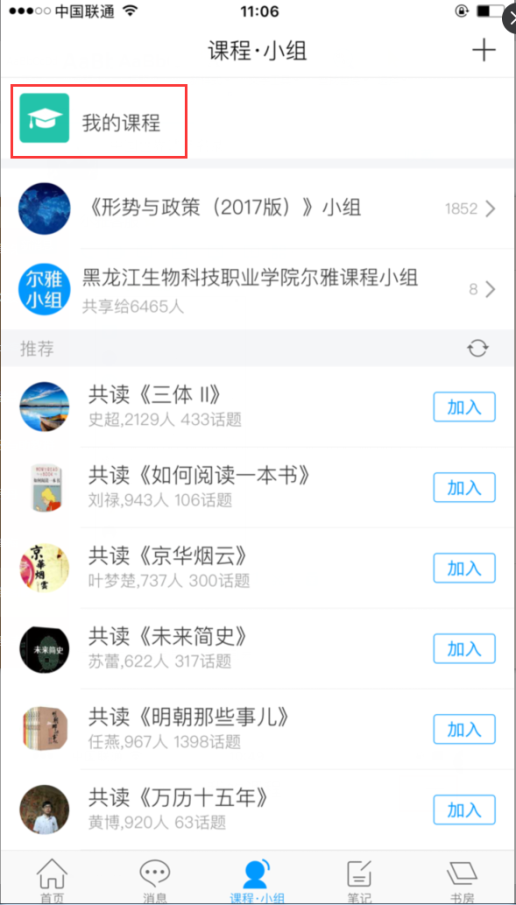 中国联通
11:06
课程·小组
我的课程
《形势与政策（2017版）》小组
1852
尔雅
小组
黑龙江生物科技职业学院尔雅课程小组
共享给6465人
8
推荐
共读《三体 II》
史超,2129人 433话题
加入
共读《如何阅读一本书》
刘禄,943人 106话题
加入
京华烟云
共读《京华烟云》
叶梦楚,737人 300话题
加入
未来简史
共读《未来简史》
苏蕾,622人 317话题
加入
共读《明朝那些事儿》
任燕,967人 1398话题
加入
共读《万历十五年》
黄博,920人 63话题
加入
首页
消息
课程·小组
笔记
书房